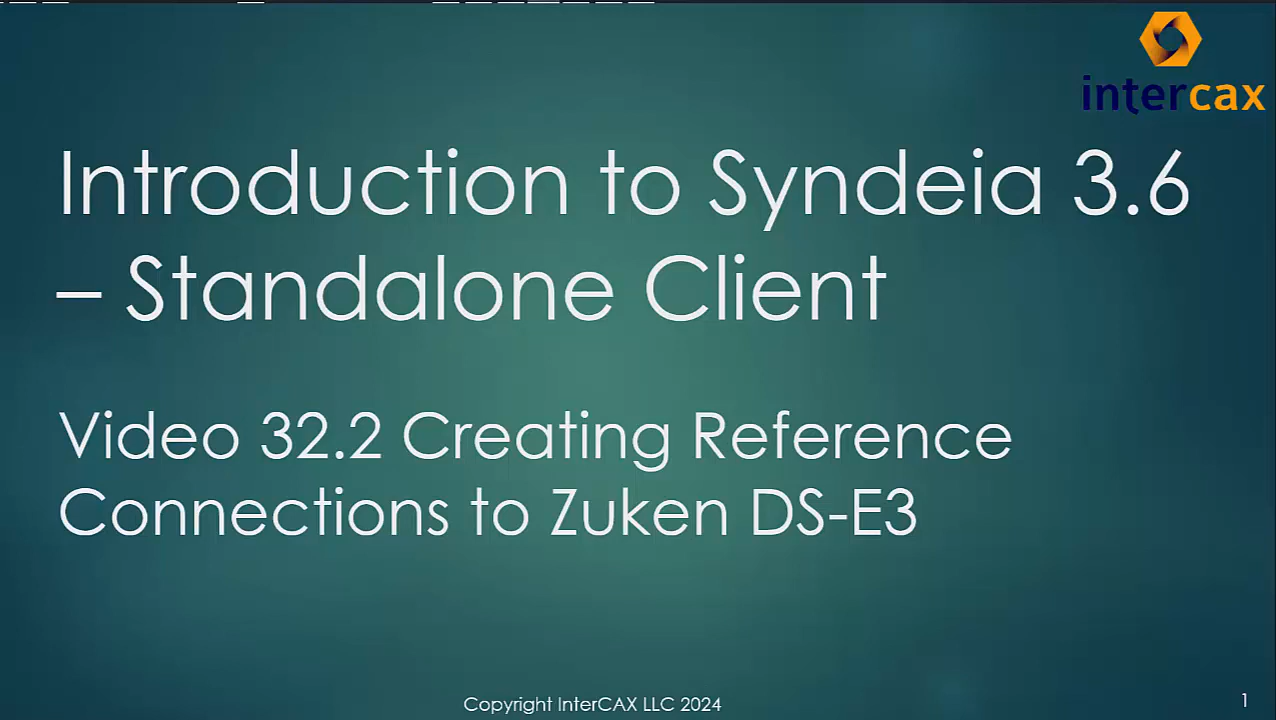 intercax
Introduction to Syndeia 3.6
– Standalone Client
Video 32.2 Creating Reference
Connections to Zuken DS-E3
Copyright InterCAX LLC 2024
1